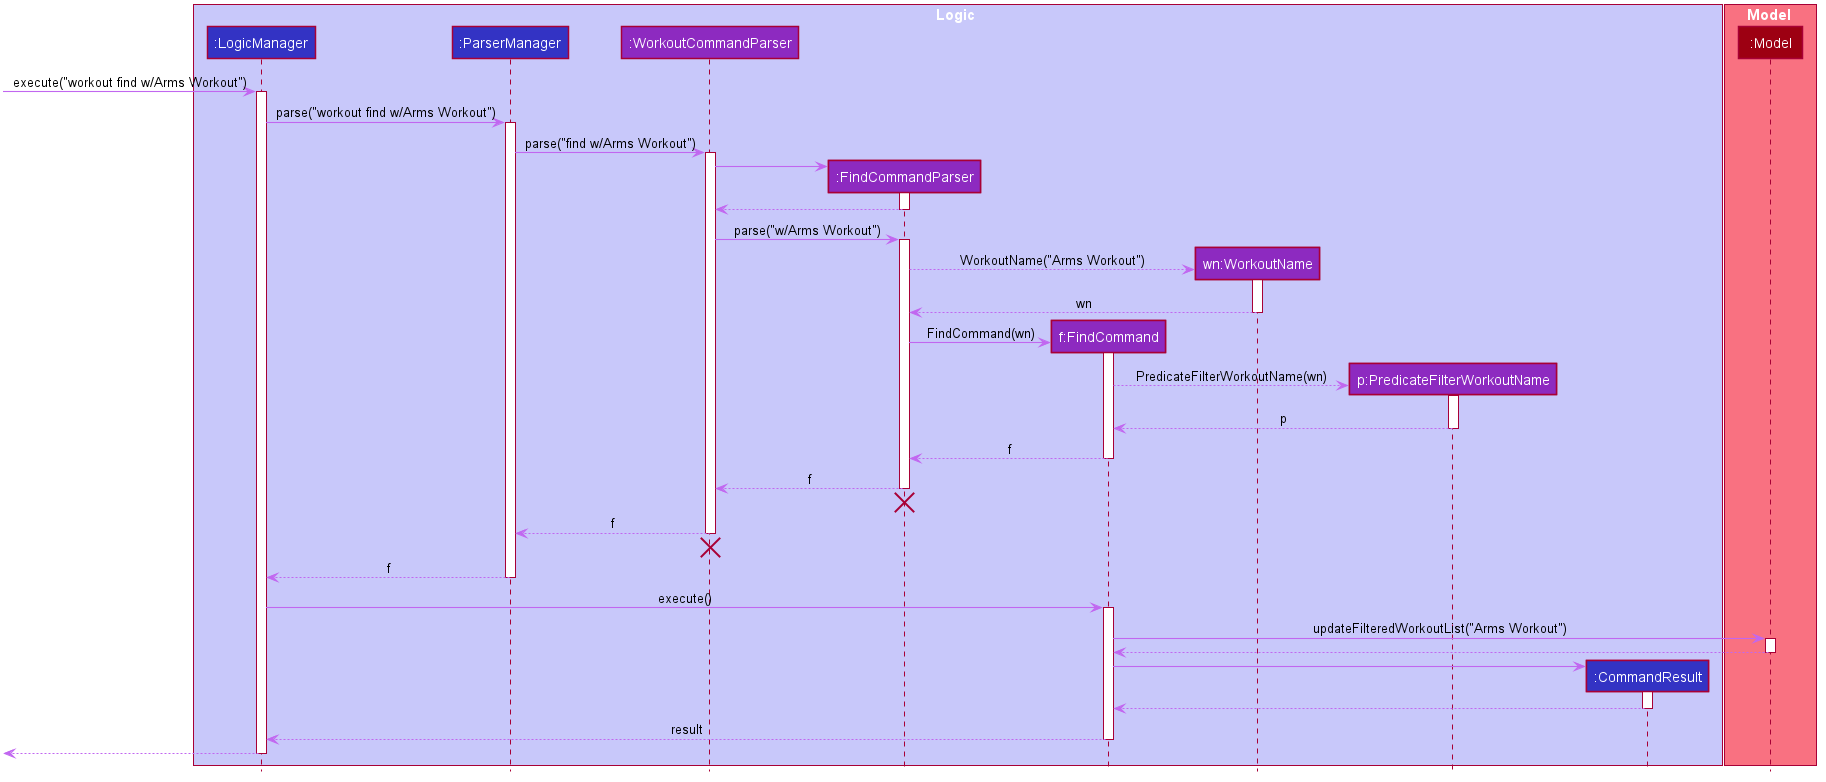 Logic
Model
:LogicManager
:ParserManager
:WorkoutCommandParser
:Model
execute("workout find w/Arms Workout")
parse("workout find w/Arms Workout")
parse("find w/Arms Workout")
:FindCommandParser
parse("w/Arms Workout")
WorkoutName("Arms Workout")
wn:WorkoutName
wn
FindCommand(wn)
f:FindCommand
PredicateFilterWorkoutName(wn)
p:PredicateFilterWorkoutName
p
f
f
f
f
execute()
updateFilteredWorkoutList("Arms Workout")
:CommandResult
result